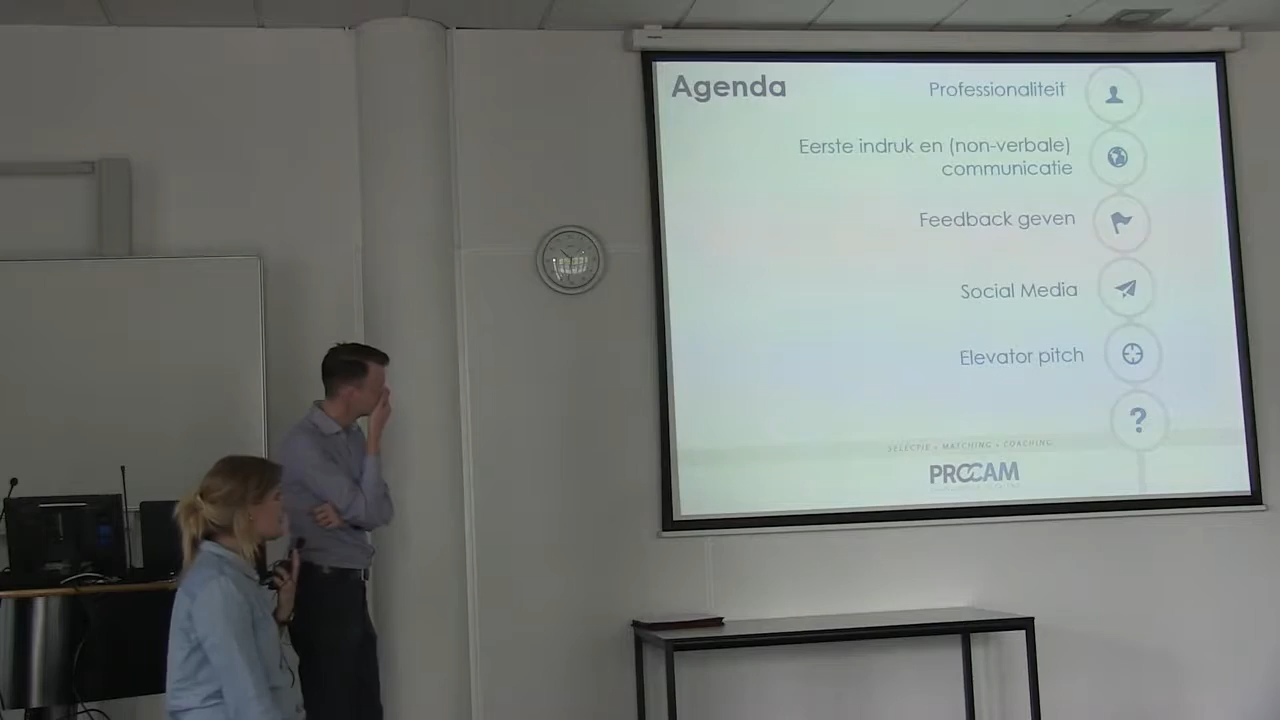 Agenda
Professionaliteit
Eerste indruk en (non-verbale)
communicatie
Feedback geven
Social Media
Elevator pitch
?
SELECTIE • MATCHING • COACHING
PROCAM